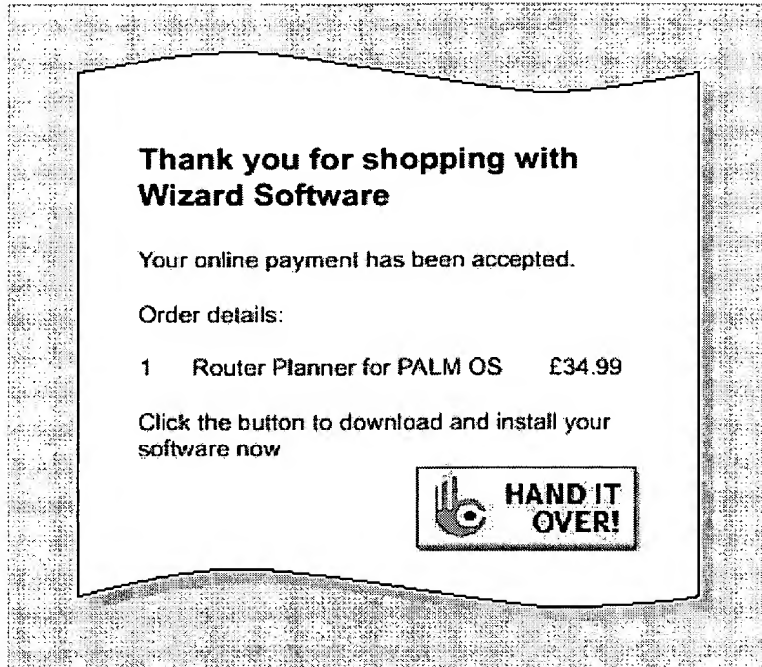 Thank you for shopping with
Wizard Software
Your online payment has been accepted.
Order details:
1 Router Planner for PALM OS £34.99
Click the button to download and install your
software now
HAND IT
OVER!